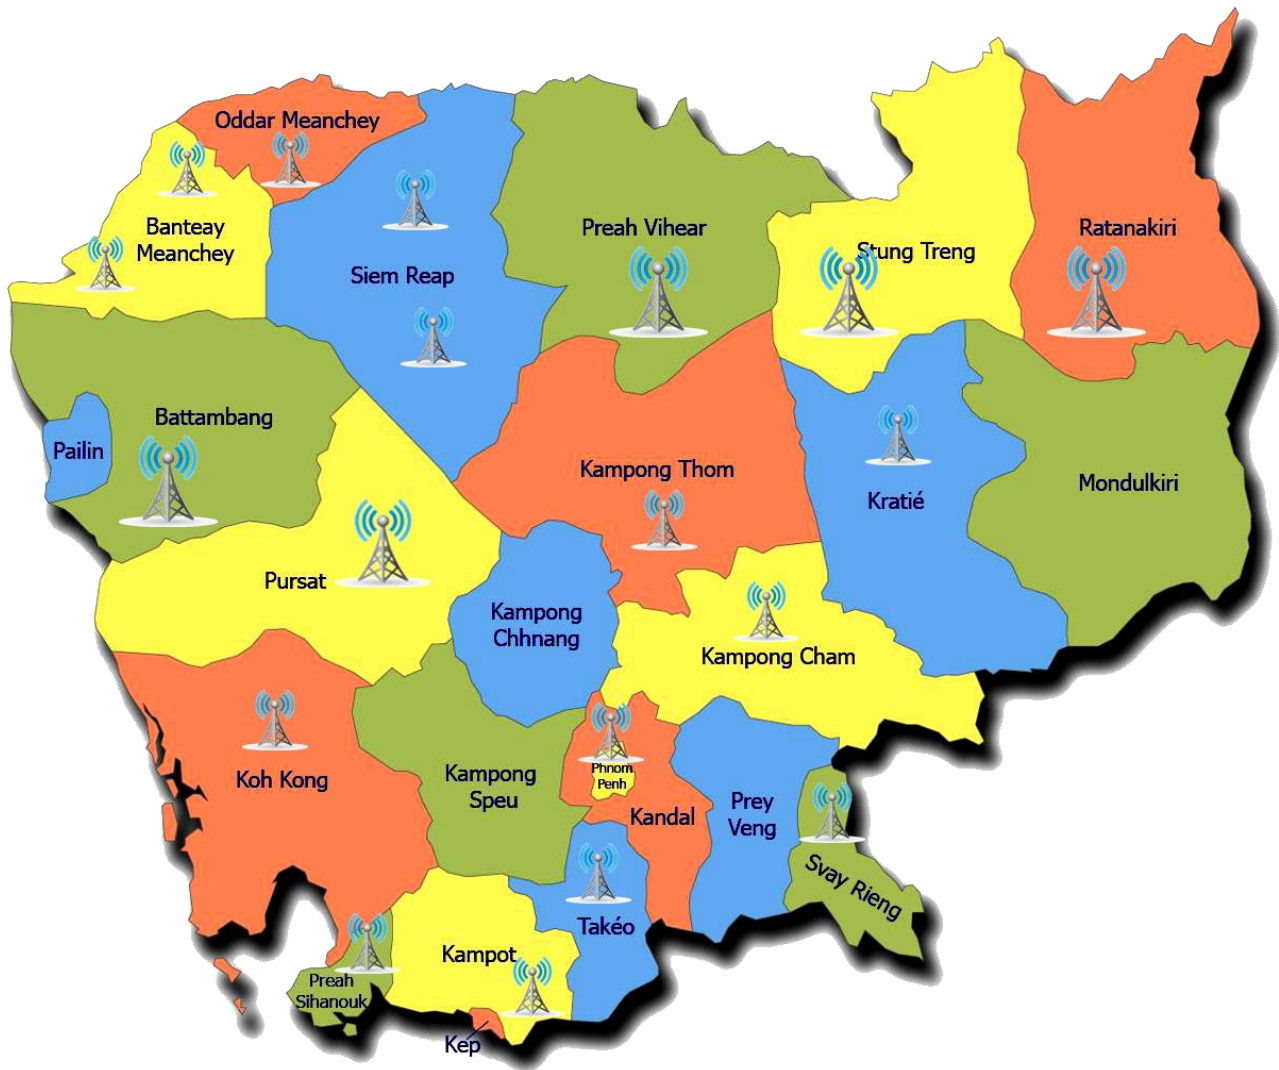 Oddar Meanchey
Banteay
Meanchey
Siem Reap
Preah Vihear
Stung Treng
Ratanakiri
Battambang
Pailin
Kampong Thom
Kratié
Mondulkiri
Pursat
Kampong
Chhnang
Kampong Cham
Koh Kong
Kampong
Speu
Phnom
Penh
Kandal
Prey
Veng
Svay Rieng
Takéo
Kampot
Preah
Sihanouk
Kep